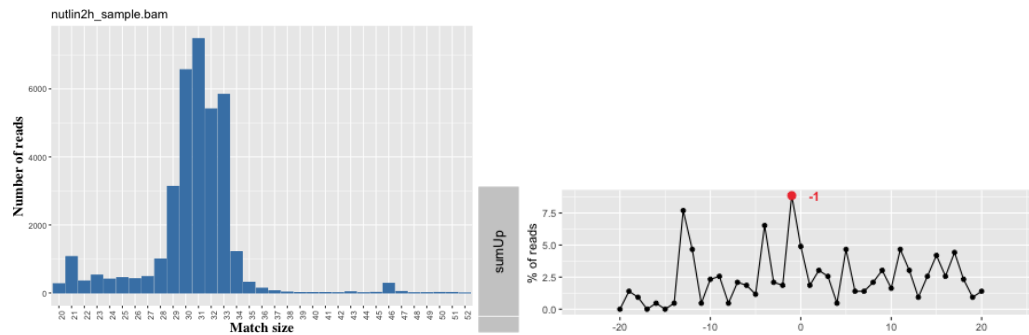 nutlin2h_sample.bam
Number of reads
6000
4000
2000
0
20 21 22 23 24 25 26 27 28 29 30 31 32 33 34 35 36 37 38 39 40 41 42 43 44 45 46 47 48 49 50 51 52
Match size
sumUp
% of reads
7.5
5.0
2.5
0.0
-1
-20 -10 0 10 20